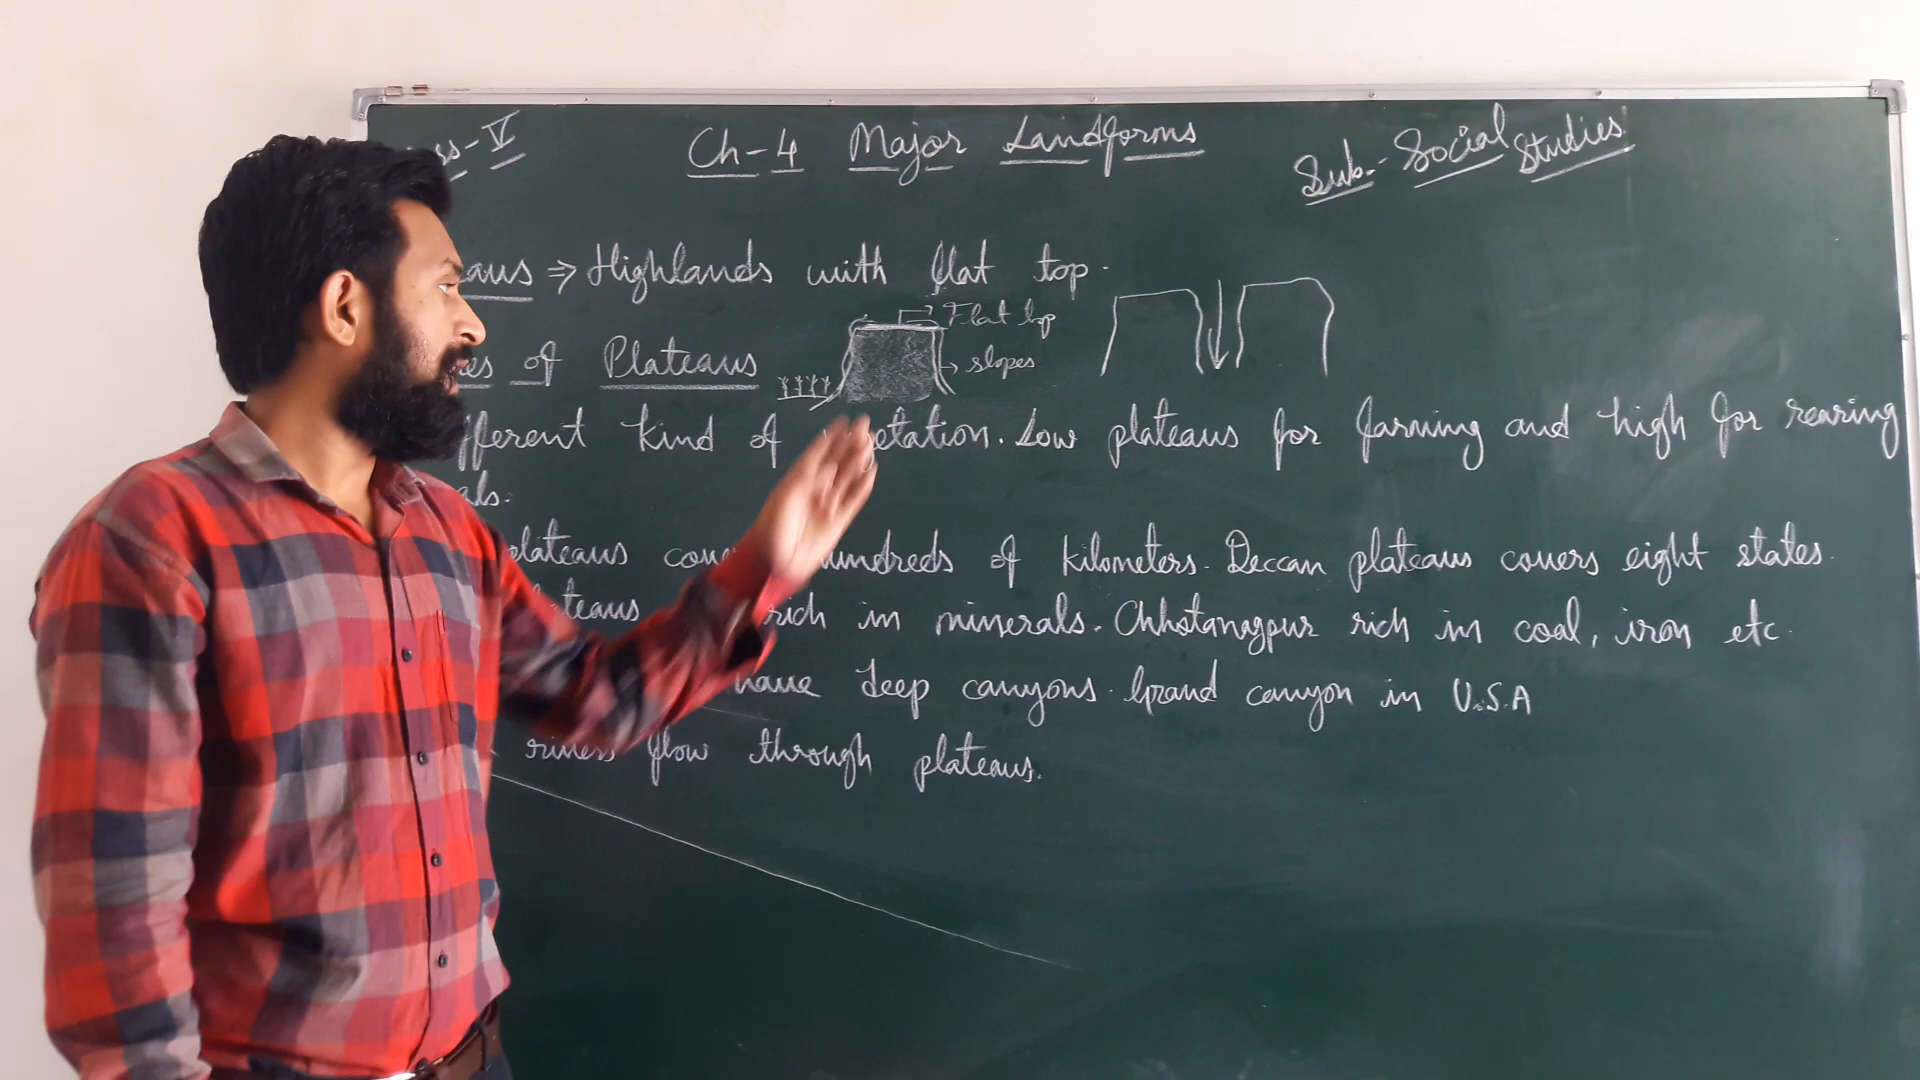 ss-V
Ch-4 Major Landforms
Sub:- Social Studies
aus ⇒ Highlands with flat top.
Flat top
slopes
es of Plateaus
fferent kind of etation. Low plateaus for farming and high for rearing
als.
plateaus cove hundreds of kilometers. Deccan plateaus covers eight states.
lateaus rich in minerals. Chhotanagpur rich in coal, iron etc.
have deep canyons. Grand canyon in U.S.A
rivers flow through plateaus.